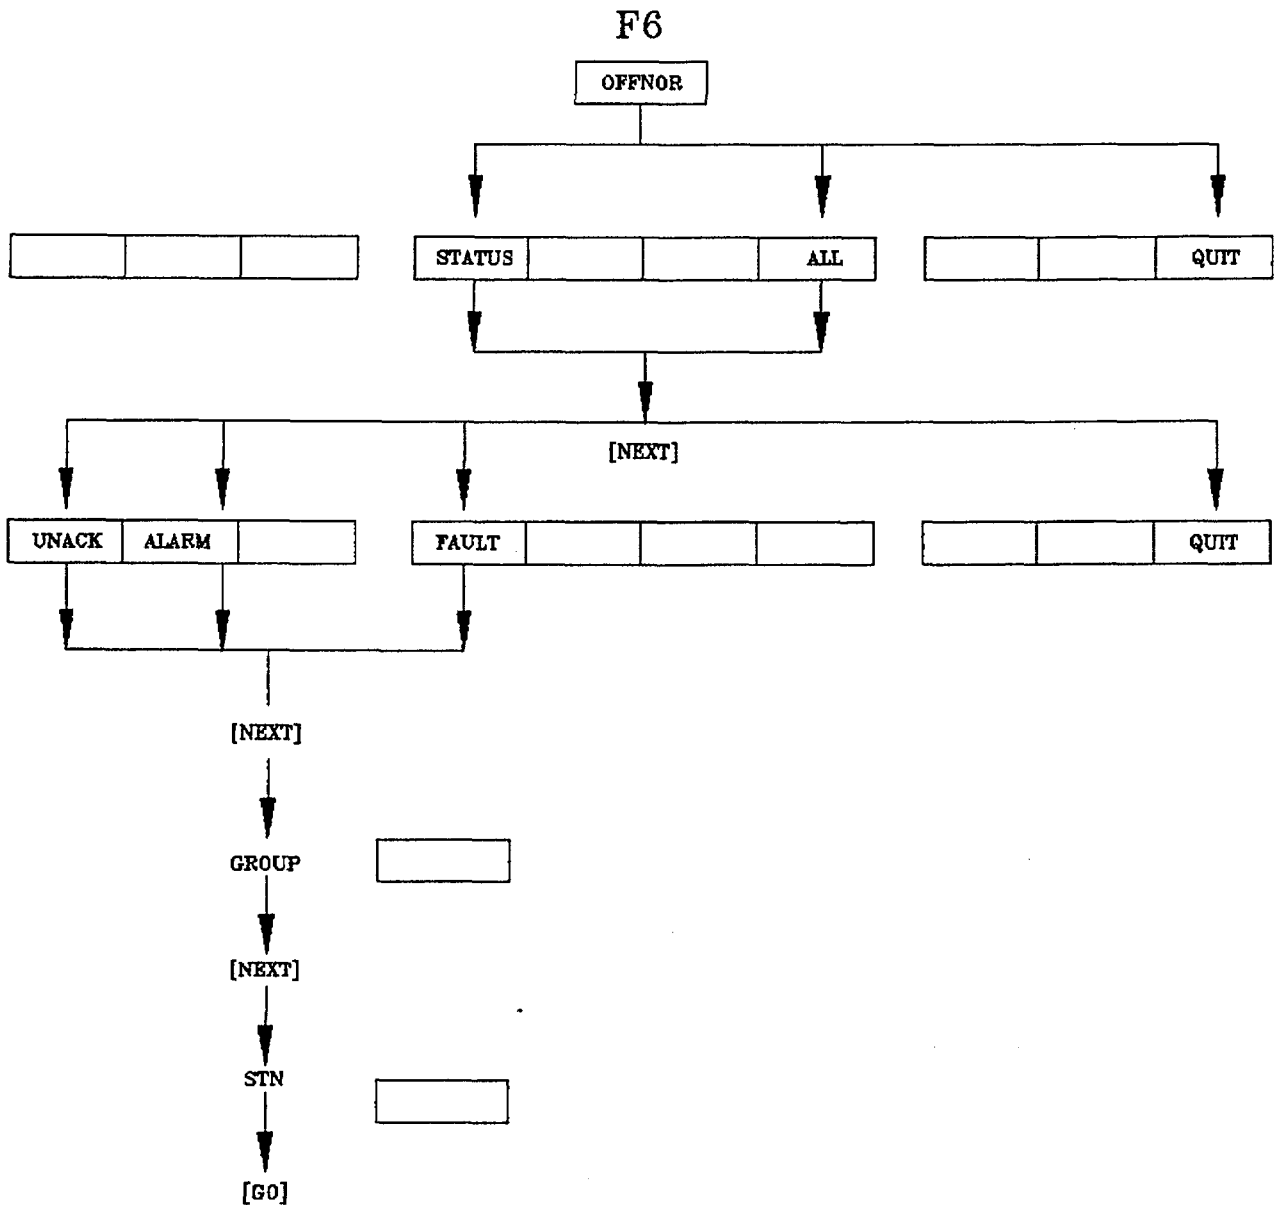 F6
OFFNOR
STATUS ALL QUIT
[NEXT]
UNACK ALARM FAULT QUIT
[NEXT]
GROUP
[NEXT]
STN
[GO]